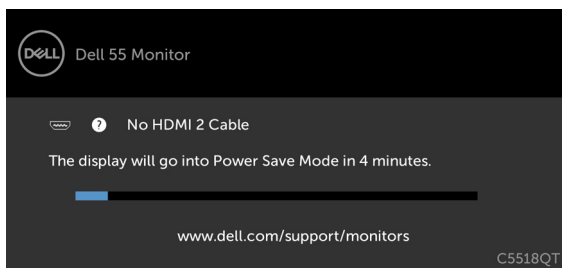 DELL Dell 55 Monitor
? No HDMI 2 Cable
The display will go into Power Save Mode in 4 minutes.
www.dell.com/support/monitors
C5518QT